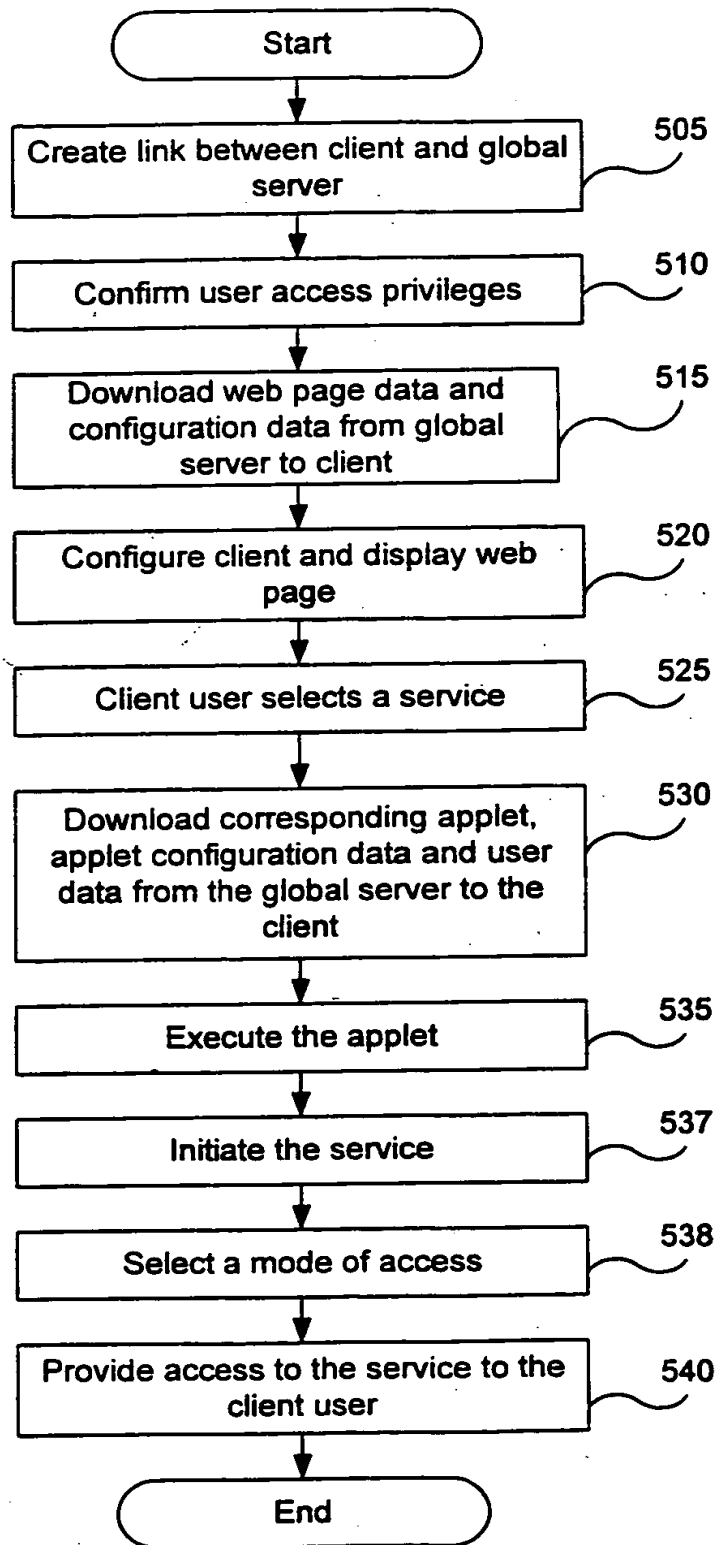 Start
Create link between client and global
server
505
Confirm user access privileges
510
Download web page data and
configuration data from global
server to client
515
Configure client and display web
page
520
Client user selects a service
525
Download corresponding applet,
applet configuration data and user
data from the global server to the
client
530
Execute the applet
535
Initiate the service
537
Select a mode of access
538
Provide access to the service to the
client user
540
End